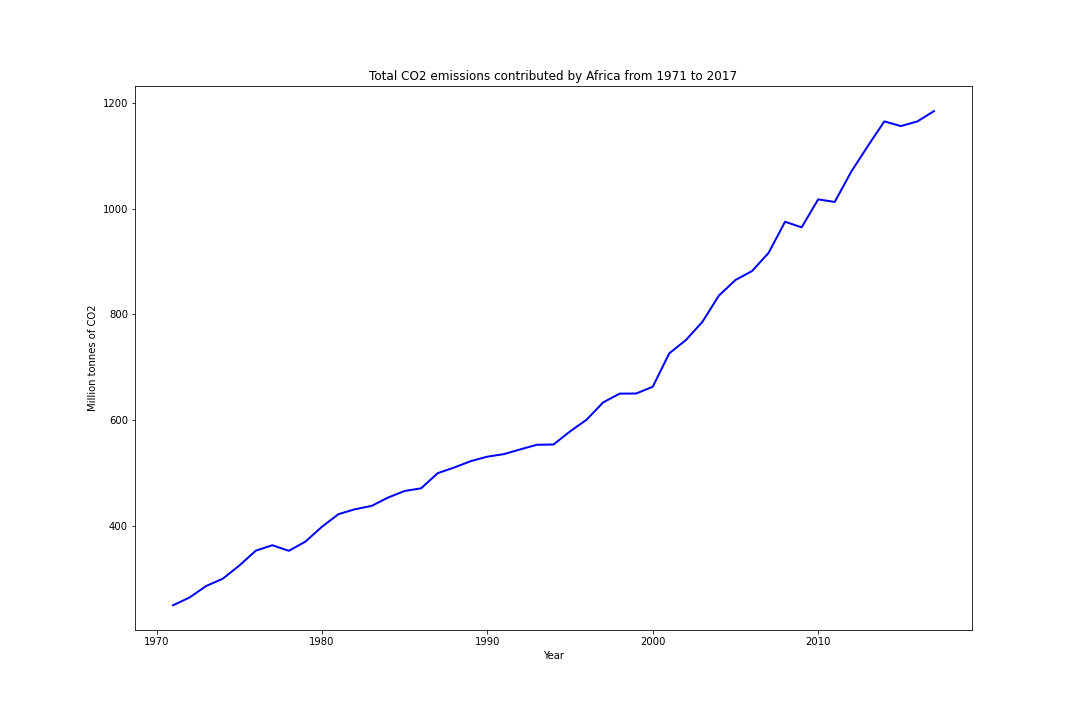 Total CO2 emissions contributed by Africa from 1971 to 2017
1200
1000
800
600
400
Million tonnes of CO2
1970 1980 1990 2000 2010
Year